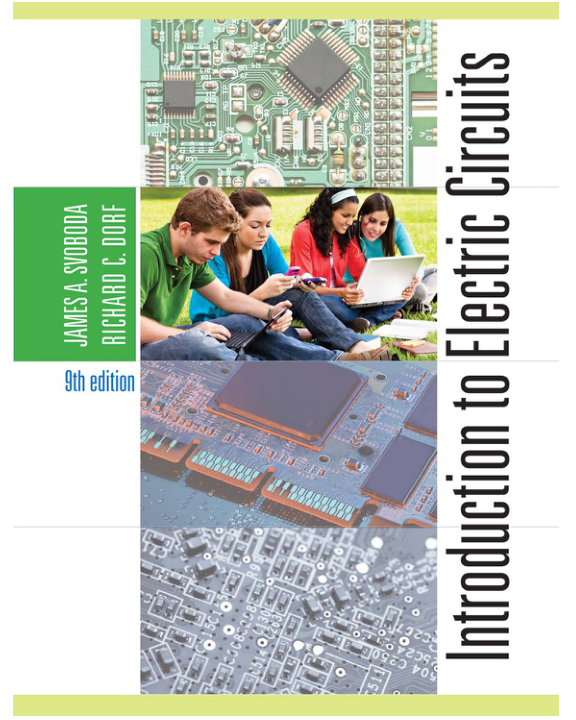 JAMES A. SVOBODA
RICHARD C. DORF
9th edition
Introduction to Electric Circuits